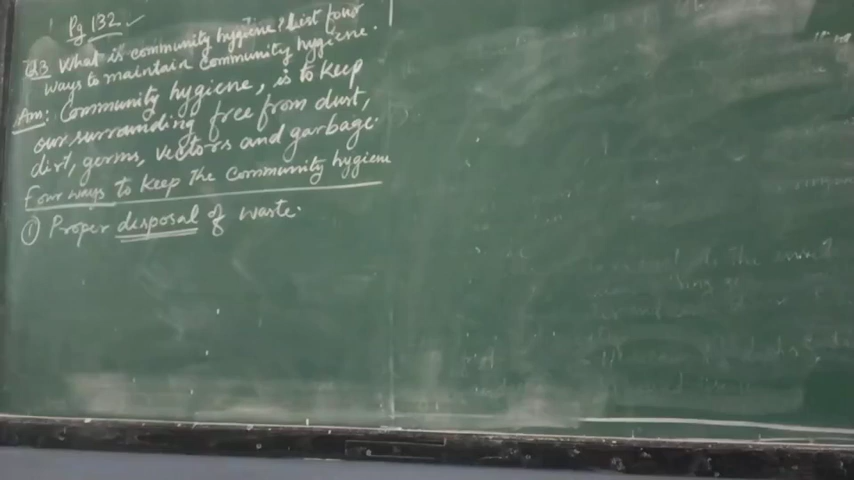 Pg 132
Q3 What is community hygiene? List four
ways to maintain community hygiene.
Ans: Community hygiene, is to keep
our surrounding free from dust,
dirt, germs, vectors and garbage.
Four ways to keep the community hygiene
① Proper disposal of waste.